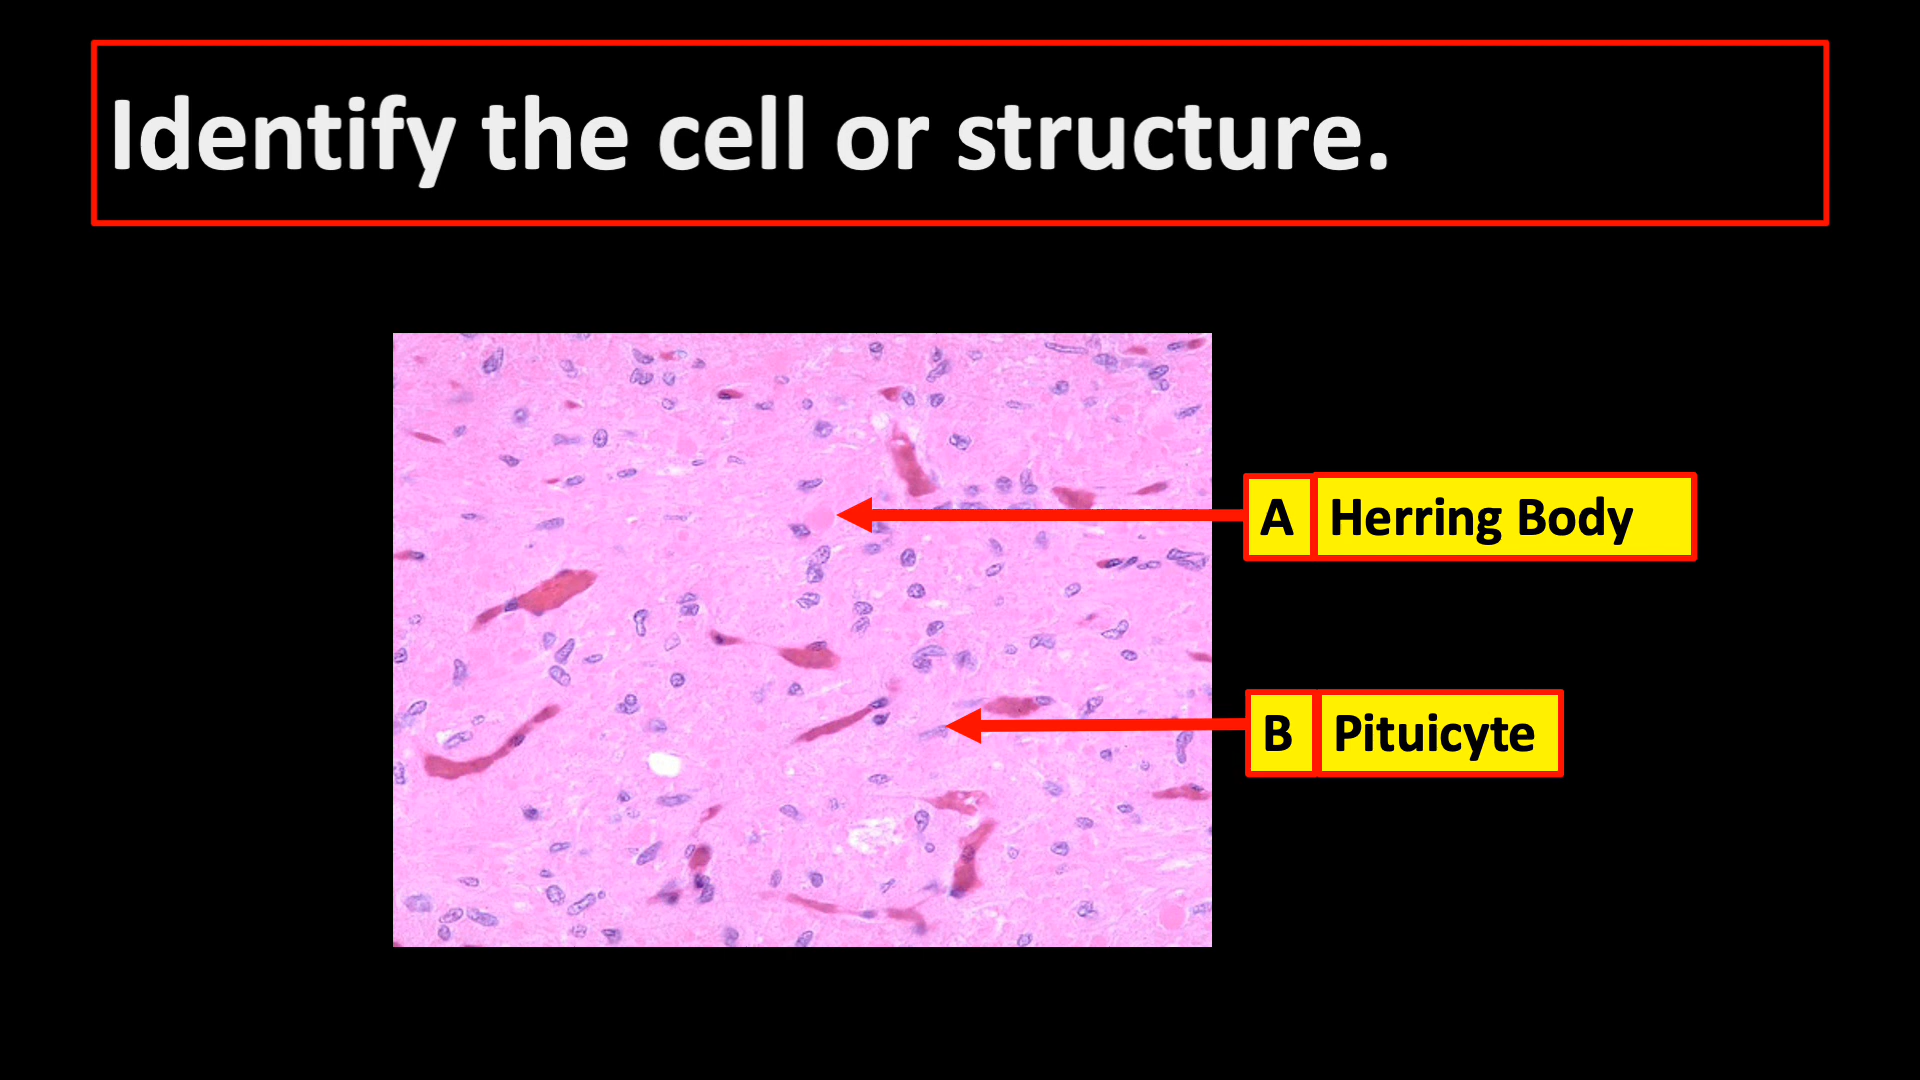 Identify the cell or structure.
A Herring Body
B Pituicyte